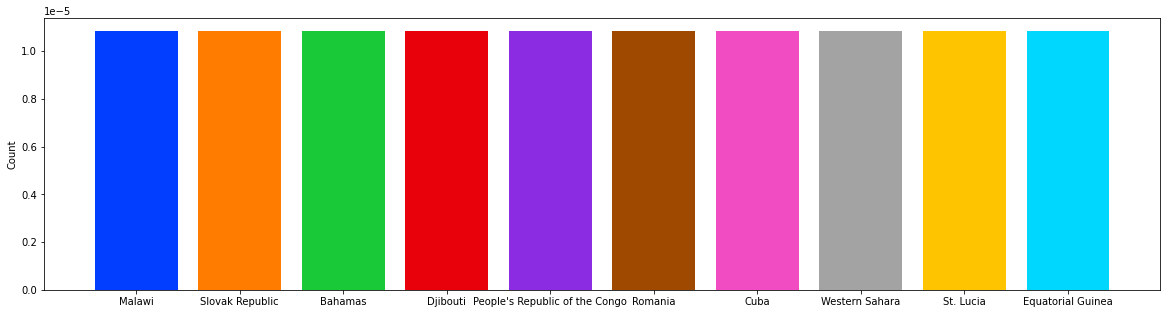 1e−5
1.0
0.8
0.6
0.4
0.2
0.0
Count
Malawi Slovak Republic Bahamas Djibouti People's Republic of the Congo Romania Cuba Western Sahara St. Lucia Equatorial Guinea